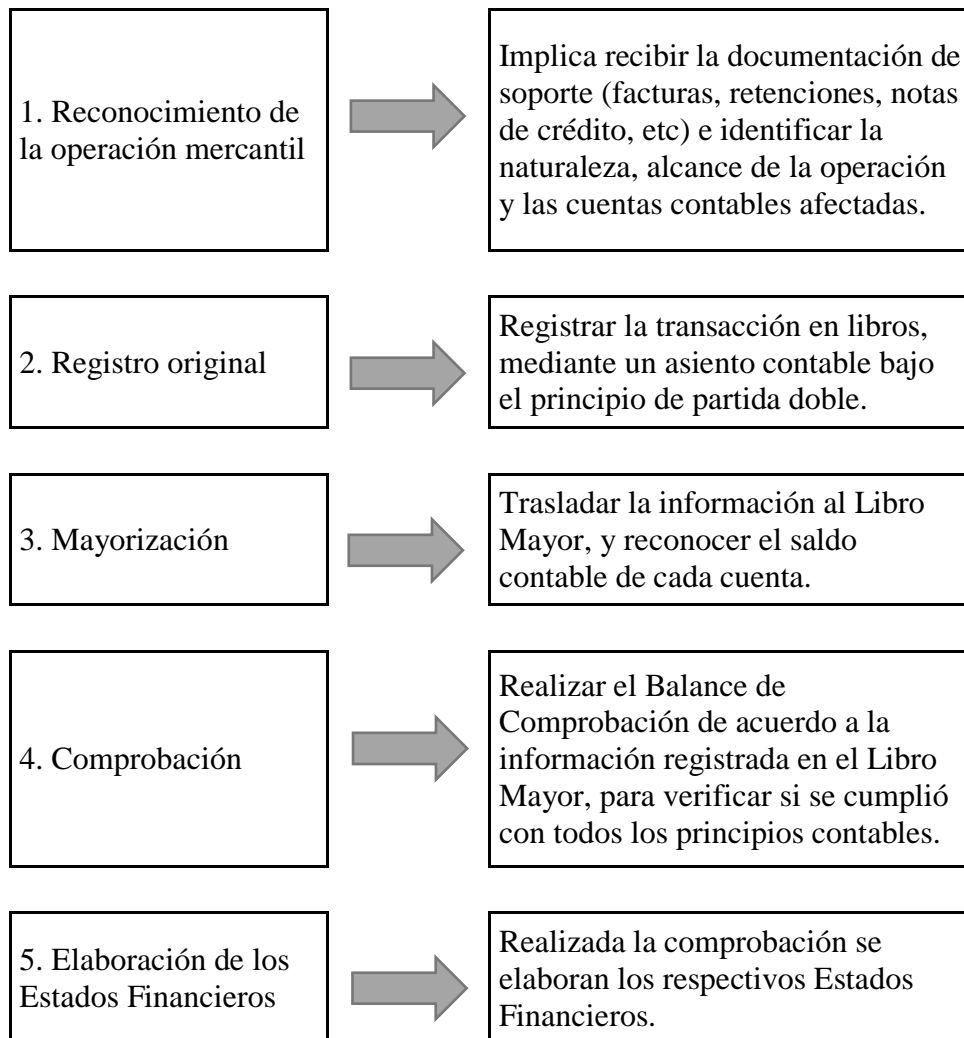 1. Reconocimiento de
la operación mercantil
Implica recibir la documentación de
soporte (facturas, retenciones, notas
de crédito, etc) e identificar la
naturaleza, alcance de la operación
y las cuentas contables afectadas.
2. Registro original
Registrar la transacción en libros,
mediante un asiento contable bajo
el principio de partida doble.
3. Mayorización
Trasladar la información al Libro
Mayor, y reconocer el saldo
contable de cada cuenta.
4. Comprobación
Realizar el Balance de
Comprobación de acuerdo a la
información registrada en el Libro
Mayor, para verificar si se cumplió
con todos los principios contables.
5. Elaboración de los
Estados Financieros
Realizada la comprobación se
elaboran los respectivos Estados
Financieros.